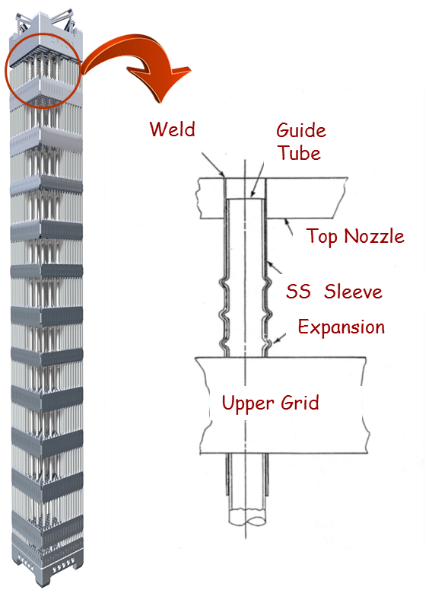 Weld
Guide
Tube
Top Nozzle
SS Sleeve
Expansion
Upper Grid